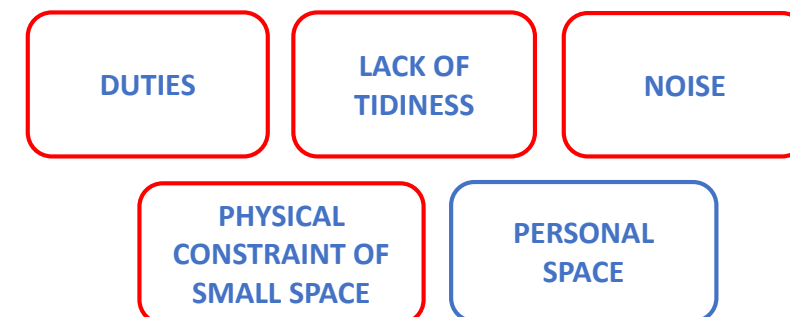 DUTIES
LACK OF
TIDINESS
NOISE
PHYSICAL
CONSTRAINT OF
SMALL SPACE
PERSONAL
SPACE